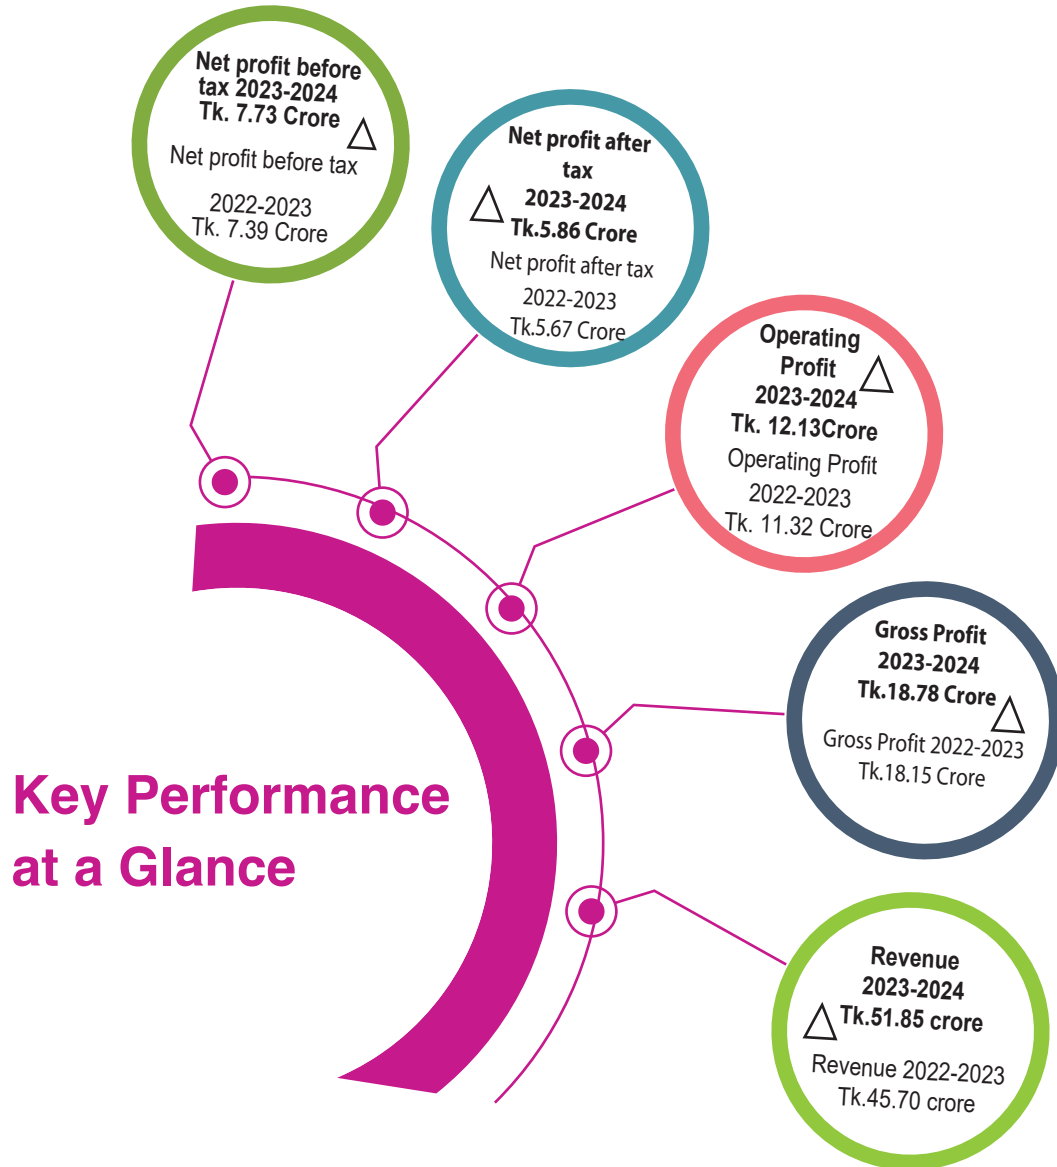 Net profit before
tax 2023-2024
Tk. 7.73 Crore
Net profit before tax
2022-2023
Tk. 7.39 Crore
Net profit after
tax
2023-2024
Tk.5.86 Crore
Net profit after tax
2022-2023
Tk.5.67 Crore
Operating
Profit
2023-2024
Tk. 12.13Crore
Operating Profit
2022-2023
Tk. 11.32 Crore
Gross Profit
2023-2024
Tk.18.78 Crore
Gross Profit 2022-2023
Tk.18.15 Crore
Key Performance
at a Glance
Revenue
2023-2024
Tk.51.85 crore
Revenue 2022-2023
Tk.45.70 crore